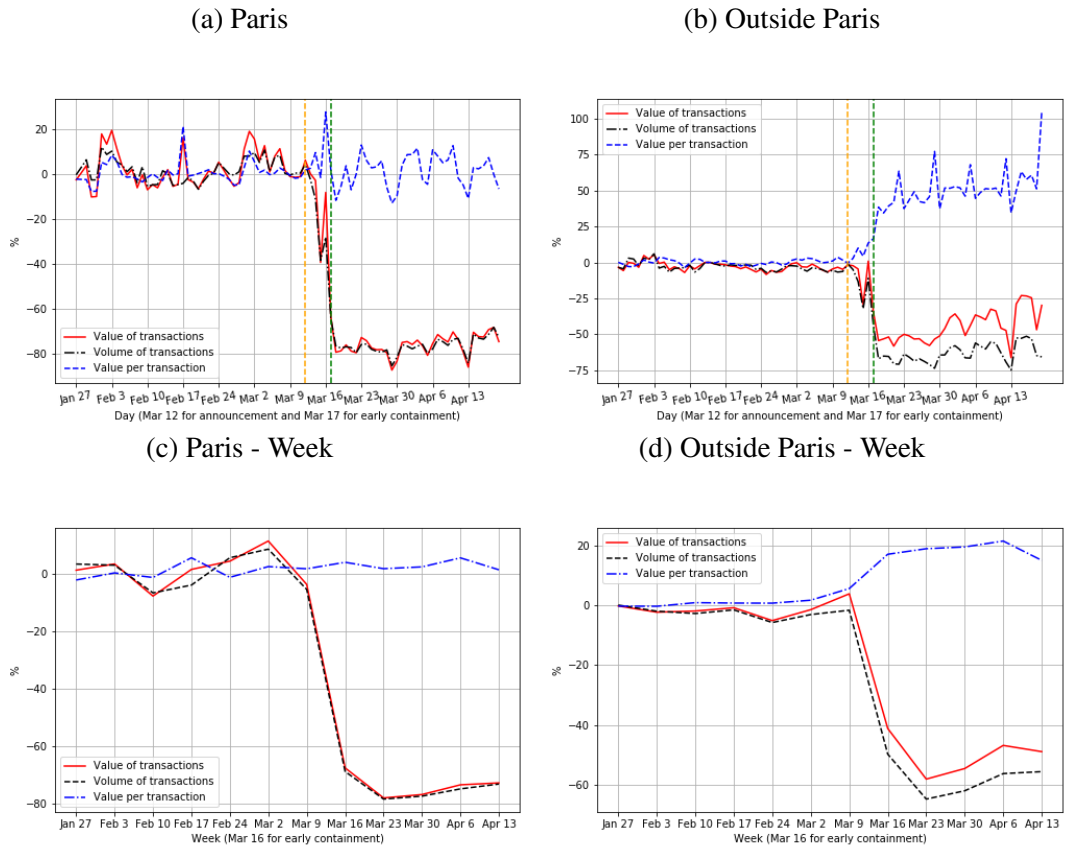 (a) Paris
(b) Outside Paris
20
0
−20
−40
−60
−80
%
Value of transactions
Volume of transactions
Value per transaction
Jan 27 Feb 3 Feb 10 Feb 17 Feb 24 Mar 2 Mar 9 Mar 16 Mar 23 Mar 30 Apr 6 Apr 13
Day (Mar 12 for announcement and Mar 17 for early containment)
100
75
50
25
0
−25
−50
−75
%
Value of transactions
Volume of transactions
Value per transaction
Jan 27 Feb 3 Feb 10 Feb 17 Feb 24 Mar 2 Mar 9 Mar 16 Mar 23 Mar 30 Apr 6 Apr 13
Day (Mar 12 for announcement and Mar 17 for early containment)
(c) Paris - Week
(d) Outside Paris - Week
0
−20
−40
−60
−80
%
Value of transactions
Volume of transactions
Value per transaction
Jan 27 Feb 3 Feb 10 Feb 17 Feb 24 Mar 2 Mar 9 Mar 16 Mar 23 Mar 30 Apr 6 Apr 13
Week (Mar 16 for early containment)
20
0
−20
−40
−60
%
Value of transactions
Volume of transactions
Value per transaction
Jan 27 Feb 3 Feb 10 Feb 17 Feb 24 Mar 2 Mar 9 Mar 16 Mar 23 Mar 30 Apr 6 Apr 13
Week (Mar 16 for early containment)